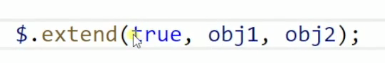 $.extend(true, obj1, obj2);